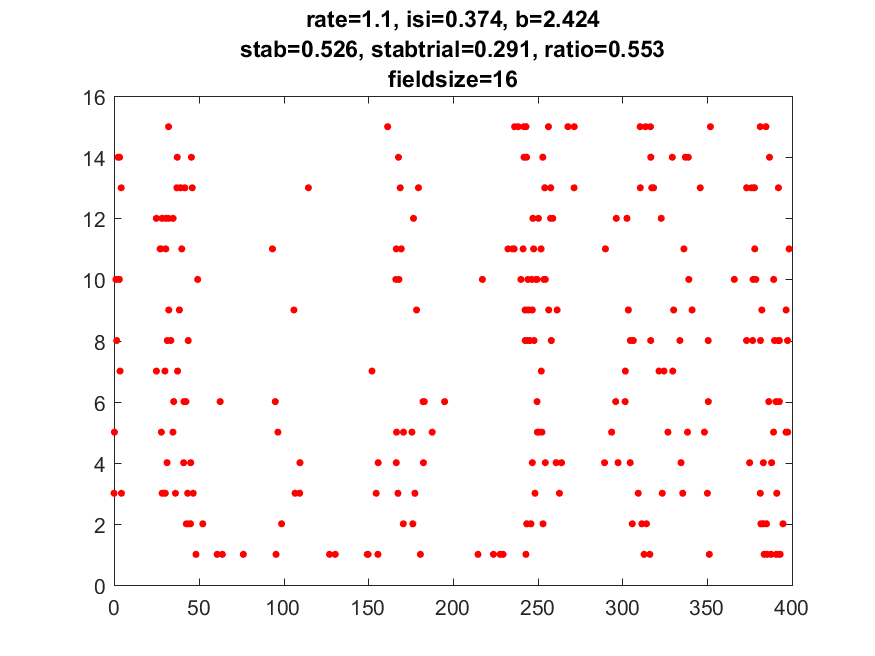 rate=1.1, isi=0.374, b=2.424
stab=0.526, stabtrial=0.291, ratio=0.553
fieldsize=16
16
14
12
10
8
6
4
2
0
0 50 100 150 200 250 300 350 400